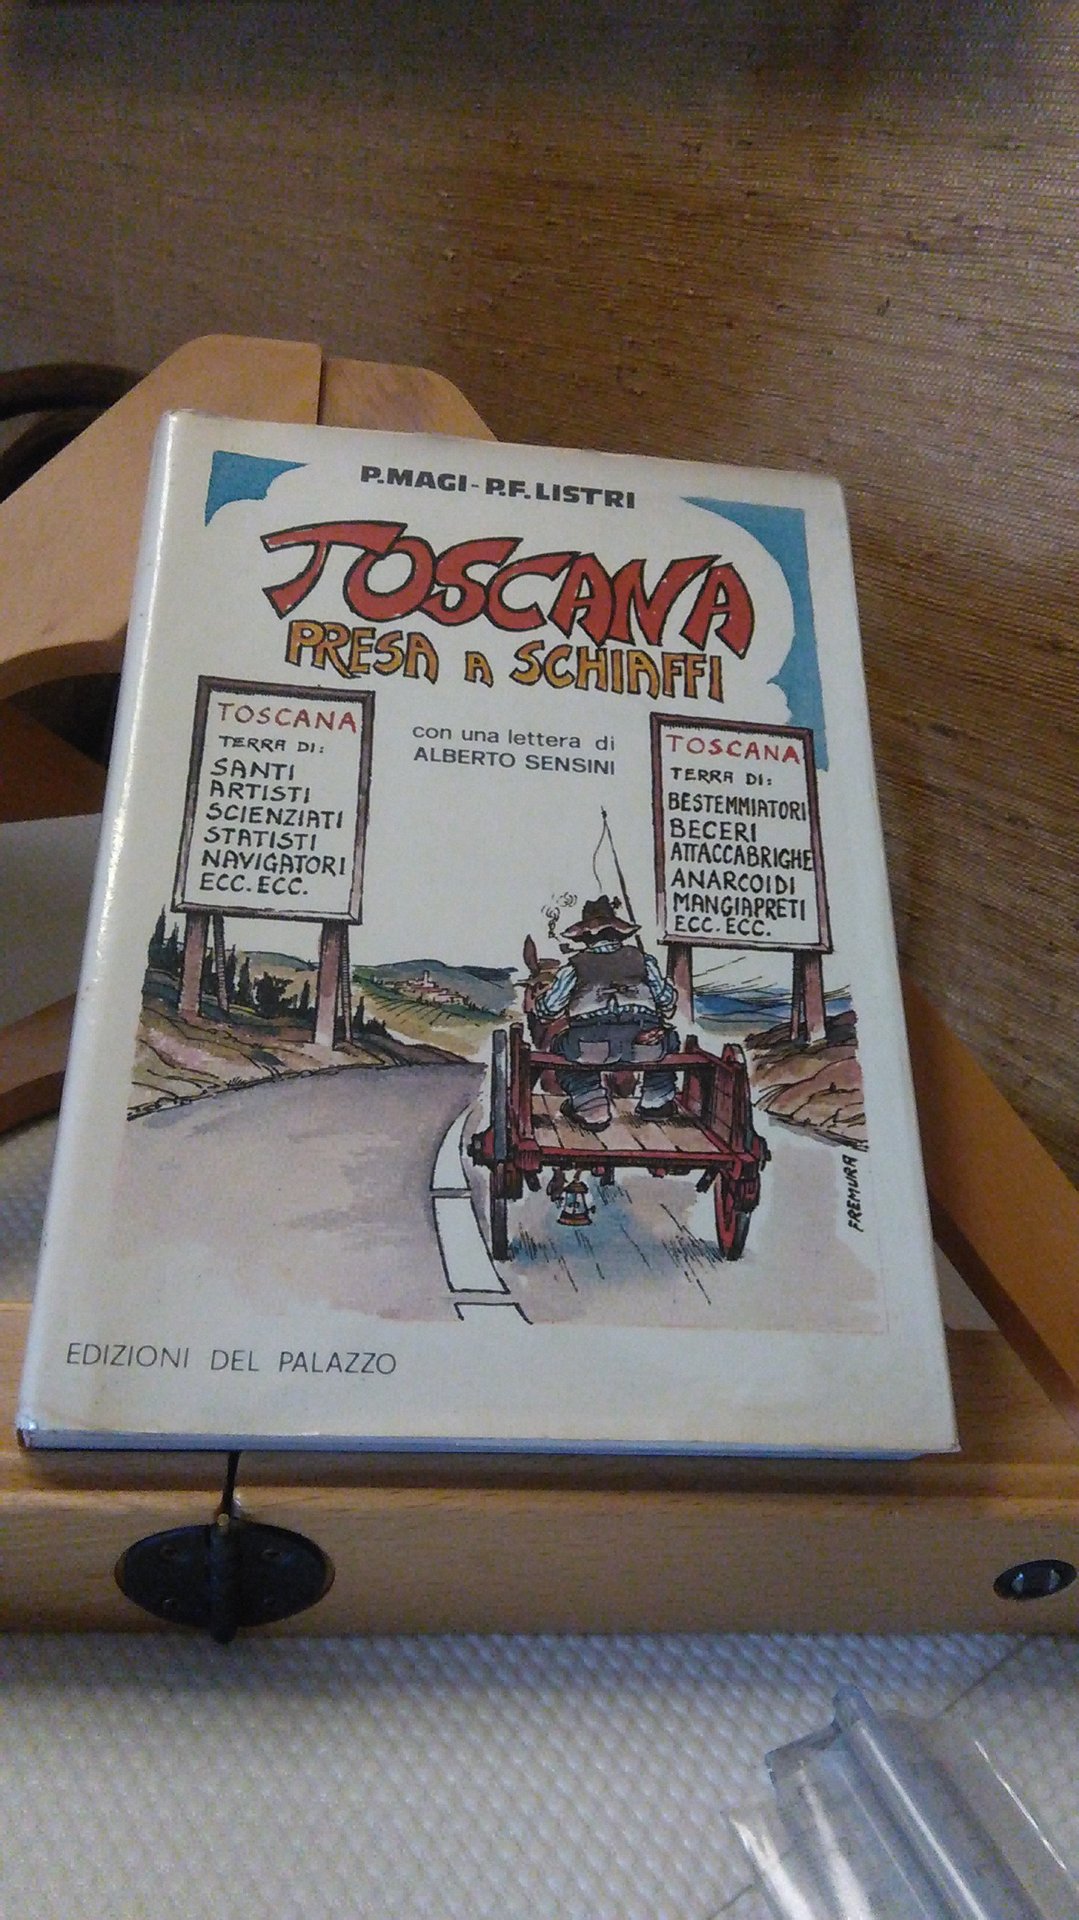 P.MAGI - P.F. LISTRI
TOSCANA
PRESA A SCHIAFFI
con una lettera di
ALBERTO SENSINI
TOSCANA
TERRA DI:
SANTI
ARTISTI
SCIENZIATI
STATISTI
NAVIGATORI
ECC. ECC.
TOSCANA
TERRA DI:
BESTEMMIATORI
BECERI
ATTACCABRIGHE
ANARCOIDI
MANGIAPRETI
ECC. ECC.
FREMURA
EDIZIONI DEL PALAZZO